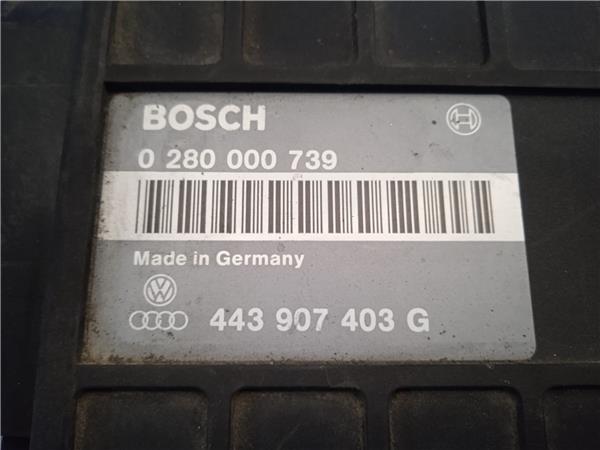 BOSCH
0 280 000 739
Made in Germany
443 907 403 G